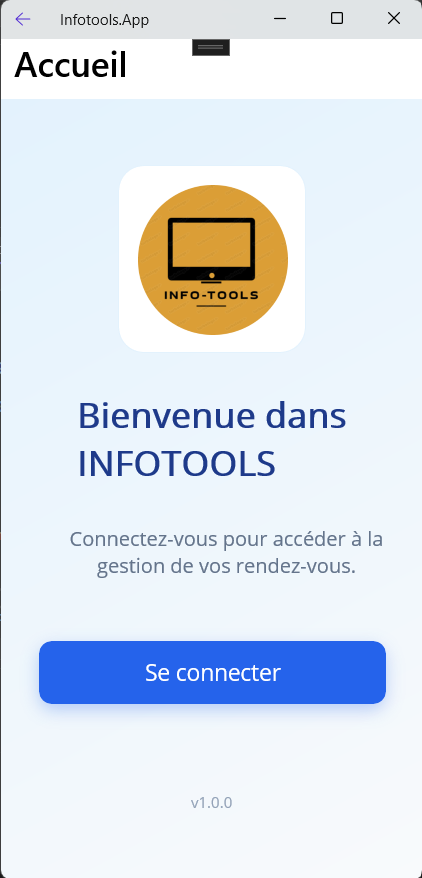 Infotools.App
Accueil
INFO-TOOLS
Bienvenue dans
INFOTOOLS
Connectez-vous pour accéder à la
gestion de vos rendez-vous.
Se connecter
v1.0.0